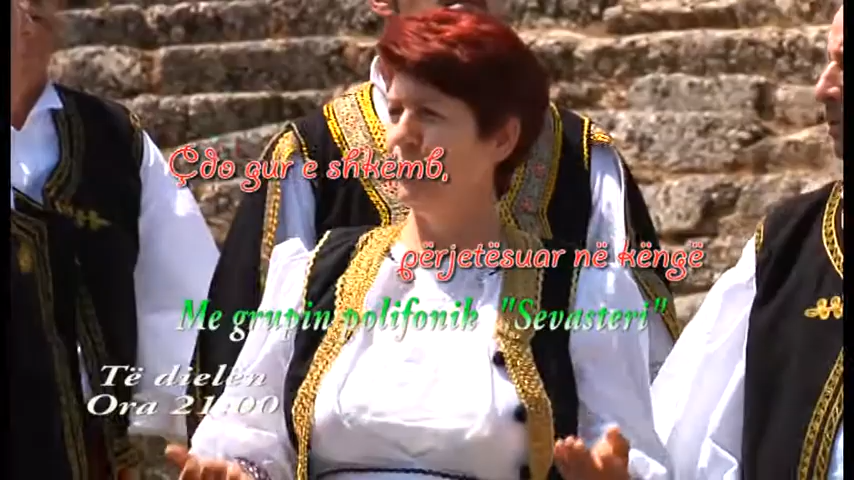 Çdo gur e shkëmb,
përjetësuar në këngë
Me grupin polifonik "Sevasteri"
Të dielën
Ora 21:00